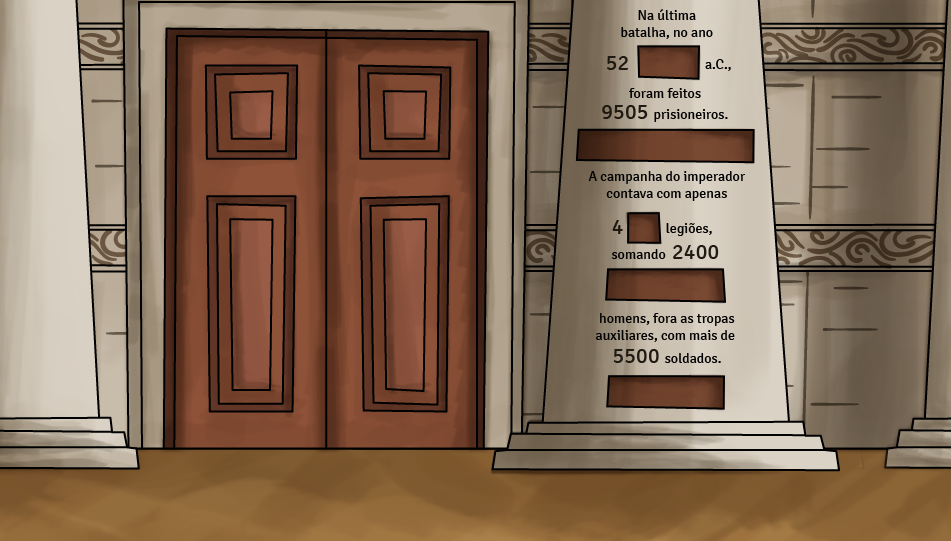 Na última
batalha, no ano
52 a.C.,
foram feitos
9505 prisioneiros.
A campanha do imperador
contava com apenas
4 legiões,
somando 2400
homens, fora as tropas
auxiliares, com mais de
5500 soldados.